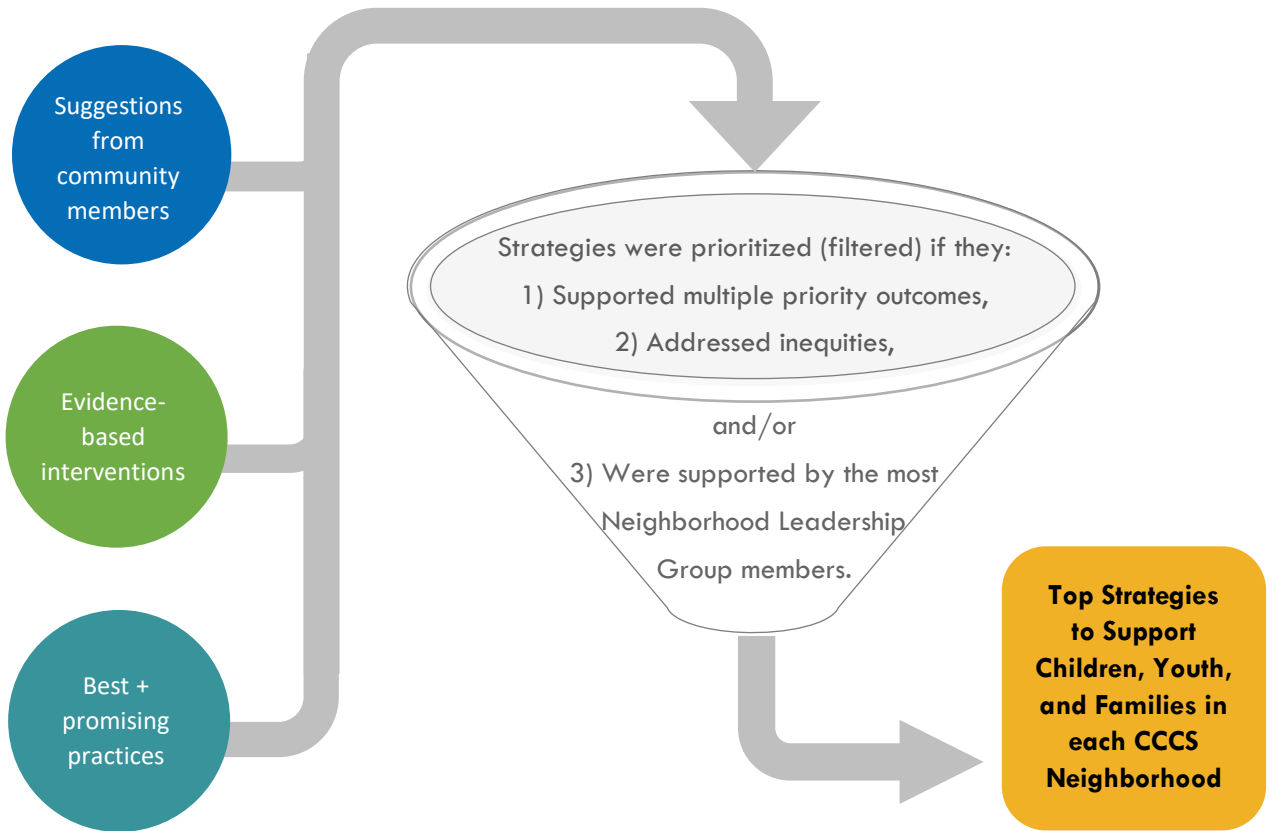 Suggestions
from
community
members
Evidence-
based
interventions
Best +
promising
practices
Strategies were prioritized (filtered) if they:
1) Supported multiple priority outcomes,
2) Addressed inequities,
and/or
3) Were supported by the most
Neighborhood Leadership
Group members.
Top Strategies
to Support
Children, Youth,
and Families in
each CCCS
Neighborhood